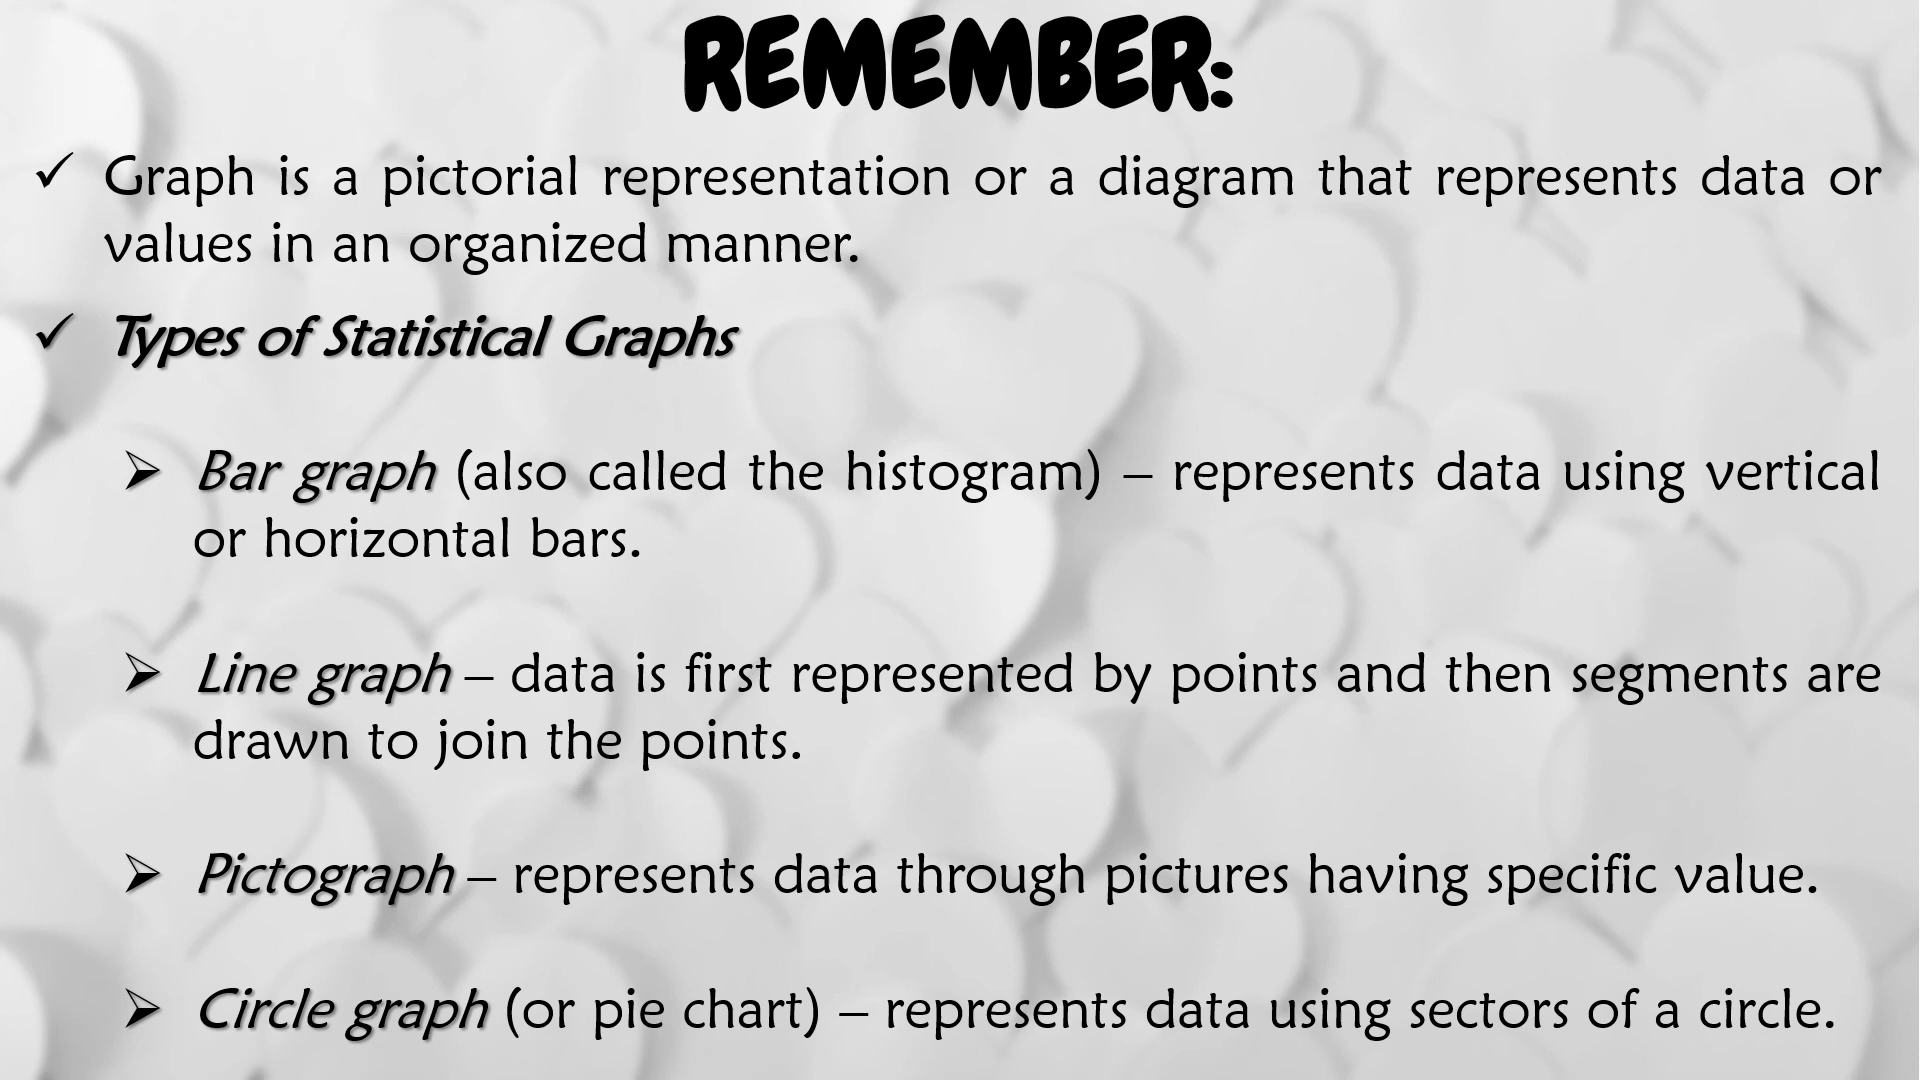 REMEMBER:
✓ Graph is a pictorial representation or a diagram that represents data or
values in an organized manner.
✓ Types of Statistical Graphs
➢ Bar graph (also called the histogram) – represents data using vertical
or horizontal bars.
➢ Line graph – data is first represented by points and then segments are
drawn to join the points.
➢ Pictograph – represents data through pictures having specific value.
➢ Circle graph (or pie chart) – represents data using sectors of a circle.